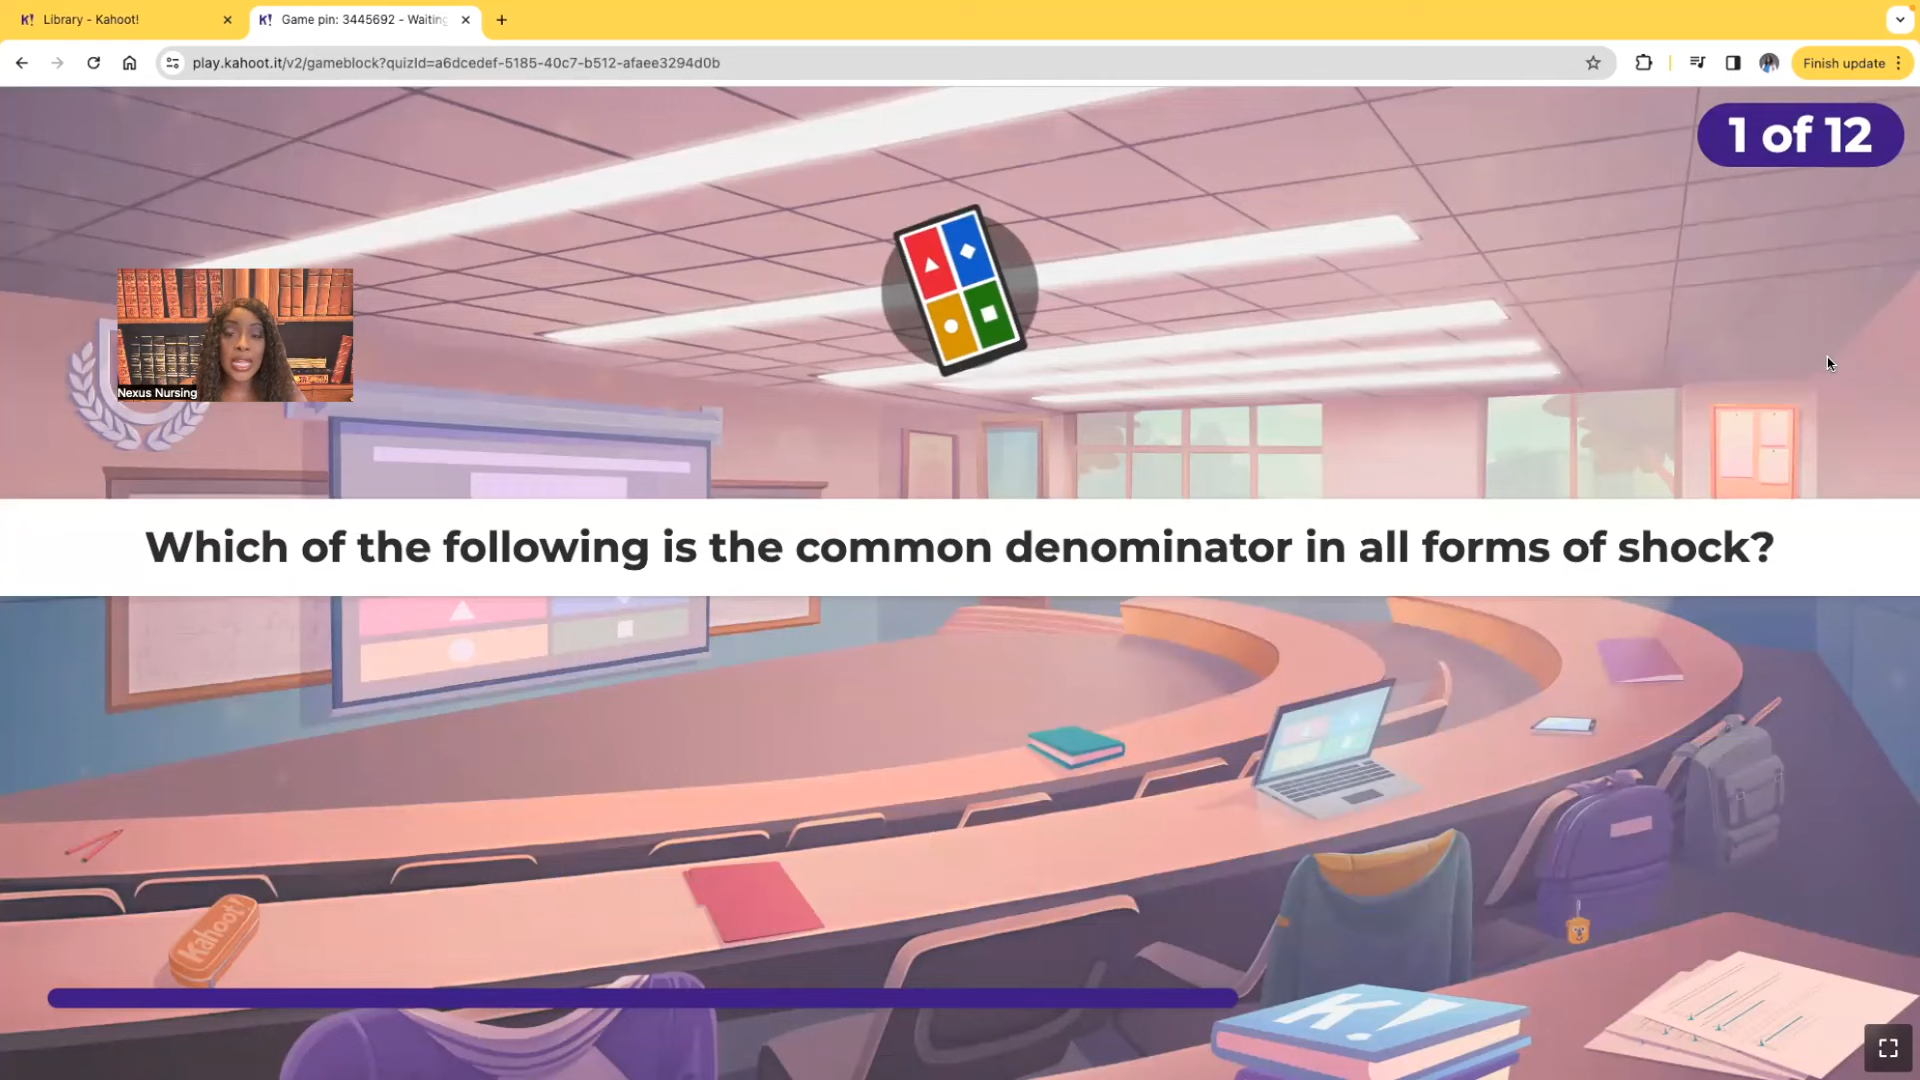 Library - Kahoot!
Game pin: 3445692 - Waiting
play.kahoot.it/v2/gameblock?quizId=a6dcedef-5185-40c7-b512-afaee3294d0b
Finish update
1 of 12
Nexus Nursing
Which of the following is the common denominator in all forms of shock?
Kahoot!
K!